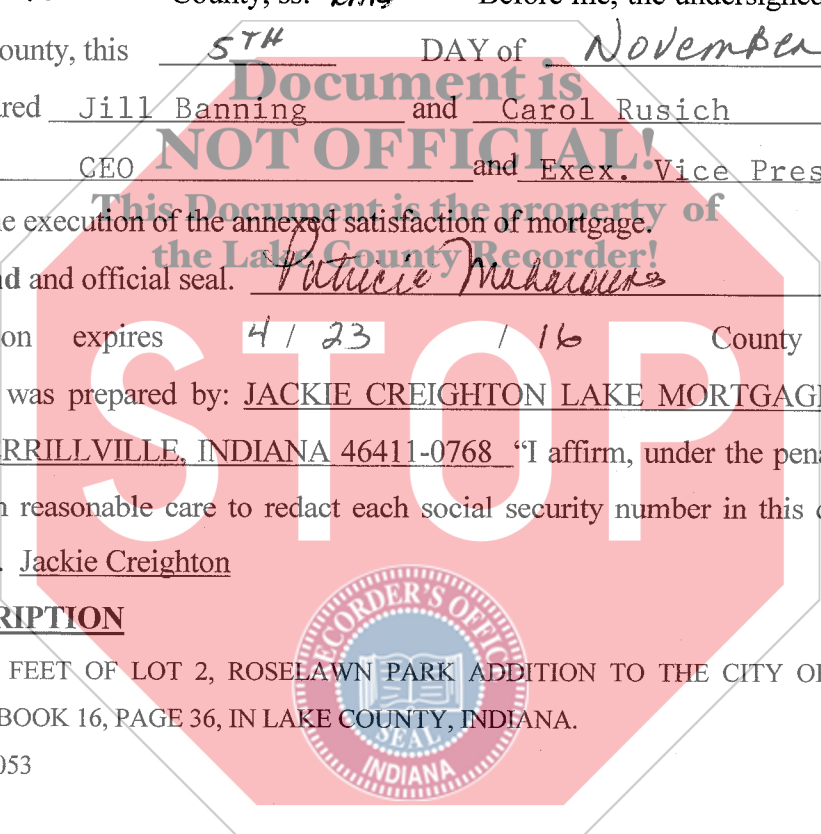 County, ss. Before me, the undersigned
ounty, this 5TH DAY of November
Document is
red Jill Banning and Carol Rusich
NOT OFFICIAL!
CEO and Exex. Vice Pres
This Document is the property of
e execution of the annexed satisfaction of mortgage.
the Lake County Recorder!
nd and official seal. Patricia
on expires 4 / 23 / 16 County
STOP
was prepared by: JACKIE CREIGHTON LAKE MORTGAGE
RRILLVILLE, INDIANA 46411-0768 “I affirm, under the pena
n reasonable care to redact each social security number in this d
. Jackie Creighton
RIPTION
RECORDER'S OFFICE
FEET OF LOT 2, ROSELAWN PARK ADDITION TO THE CITY OF
BOOK 16, PAGE 36, IN LAKE COUNTY, INDIANA.
SEAL
053
INDIANA